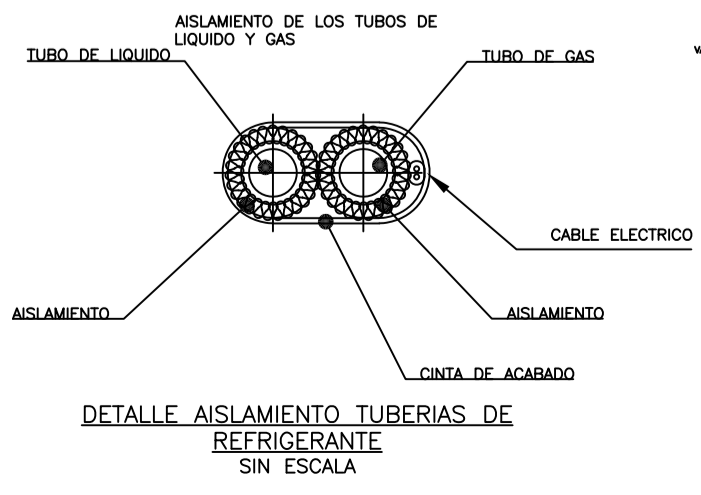 AISLAMIENTO DE LOS TUBOS DE
LIQUIDO Y GAS
TUBO DE LIQUIDO
TUBO DE GAS
CABLE ELECTRICO
AISLAMIENTO
AISLAMIENTO
CINTA DE ACABADO
DETALLE AISLAMIENTO TUBERIAS DE
REFRIGERANTE
SIN ESCALA